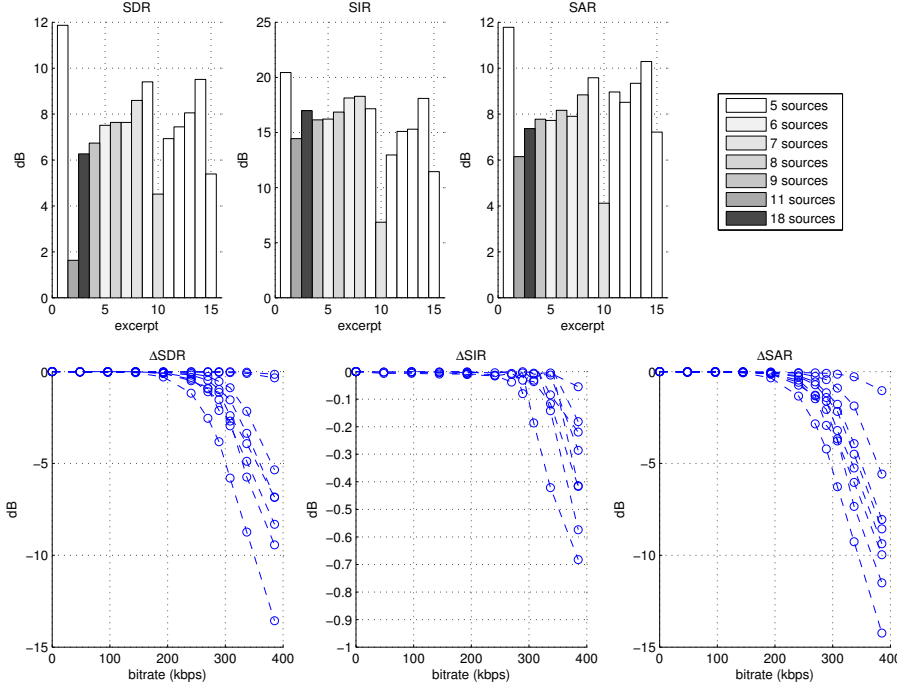 SDR
12
10
8
6
4
2
0
dB
0
5
10
15
excerpt
SIR
25
20
15
20
25
0
dB
0
5
10
15
excerpt
SAR
12
10
8
6
4
2
0
dB
0
5
10
15
excerpt
5 sources
6 sources
7 sources
8 sources
9 sources
11 sources
18 sources
ΔSDR
0
−5
−10
−15
dB
0
100
200
300
400
bitrate (kbps)
ΔSIR
0
−0.1
−0.2
−0.3
−0.4
−0.5
−0.6
−0.7
−0.8
−0.9
−1
dB
0
100
200
300
400
bitrate (kbps)
ΔSAR
0
−5
−10
−15
dB
0
100
200
300
400
bitrate (kbps)